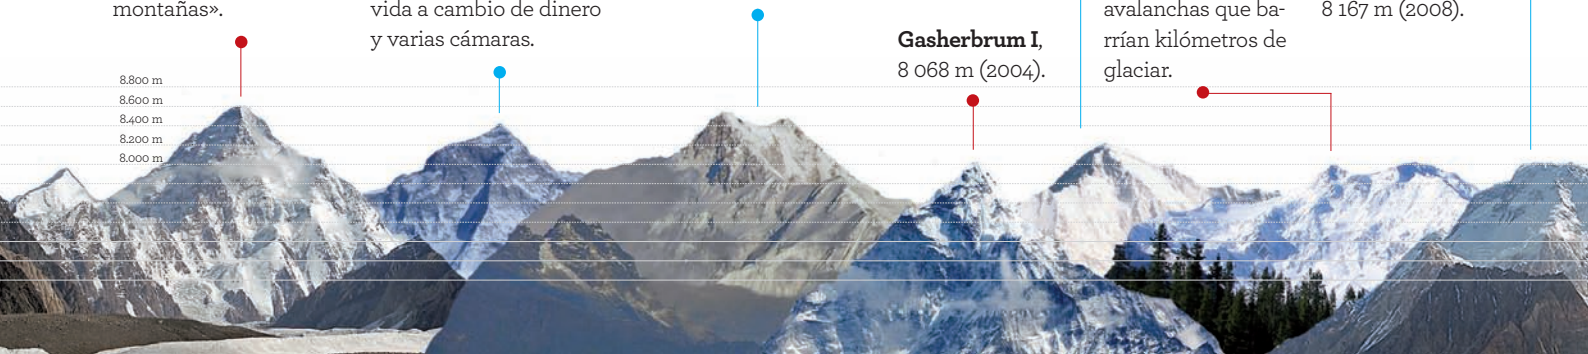 montañas».
vida a cambio de dinero
y varias cámaras.
Gasherbrum I,
8 068 m (2004).
avalanchas que ba-
rrían kilómetros de
glaciar.
8 167 m (2008).
8.800 m
8.600 m
8.400 m
8.200 m
8.000 m